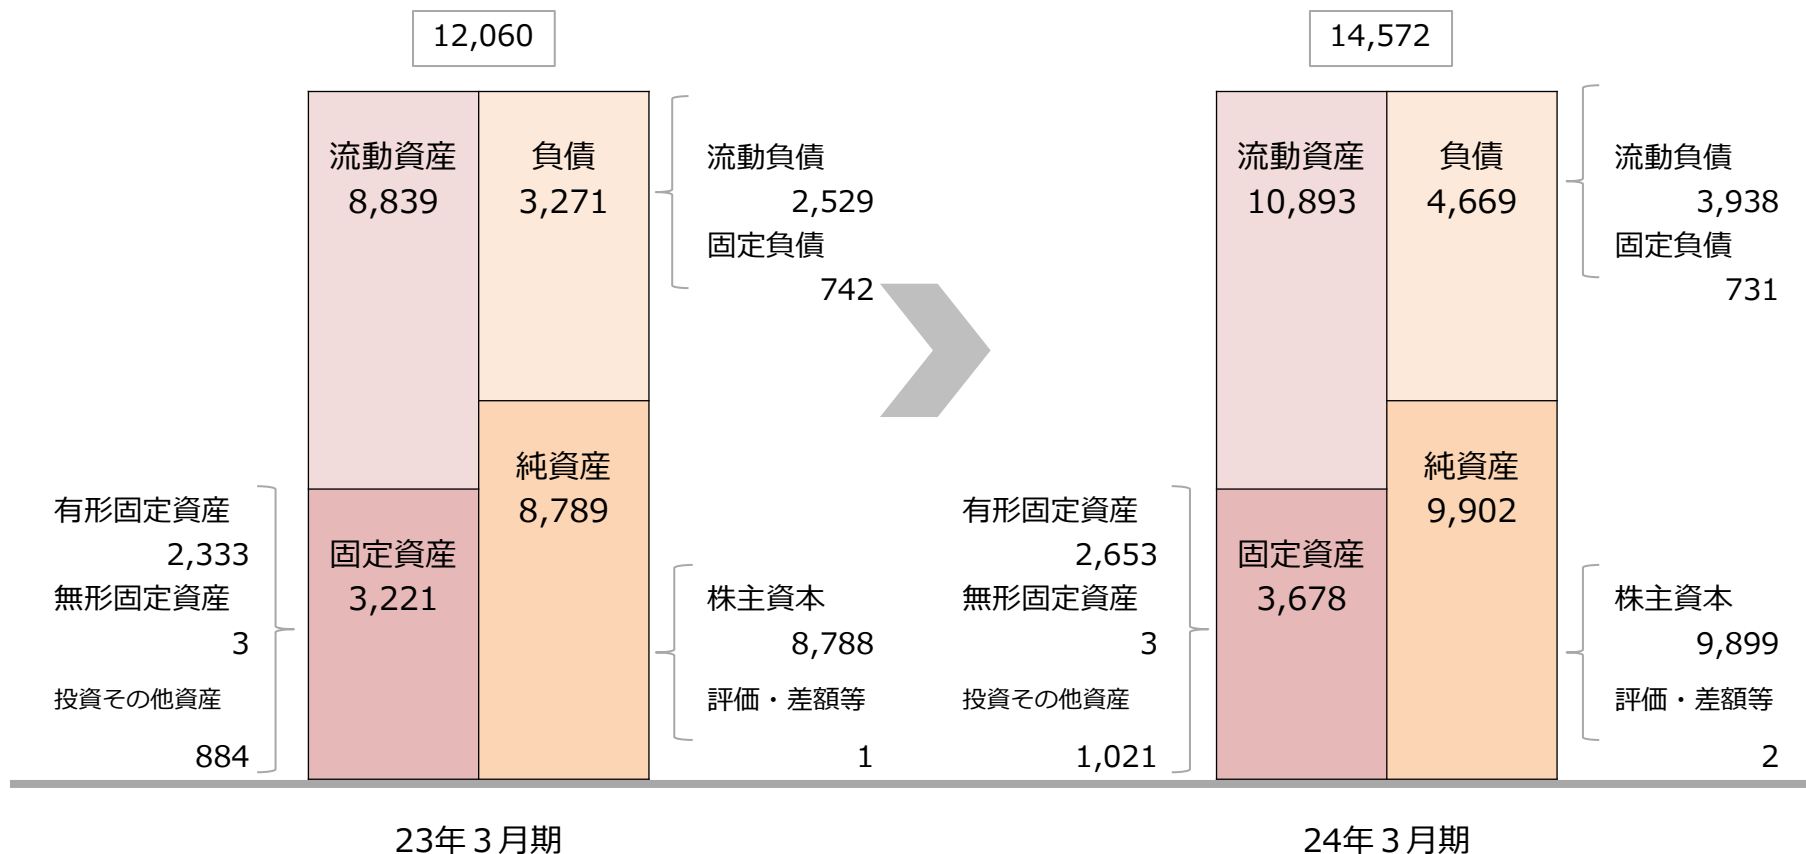 12,060
流動資産
8,839
負債
3,271
流動負債
2,529
固定負債
742
純資産
8,789
有形固定資産
2,333
無形固定資産
3
投資その他資産
884
固定資産
3,221
株主資本
8,788
評価・差額等
1
23年３月期
14,572
流動資産
10,893
負債
4,669
流動負債
3,938
固定負債
731
純資産
9,902
有形固定資産
2,653
無形固定資産
3
投資その他資産
1,021
固定資産
3,678
株主資本
9,899
評価・差額等
2
24年３月期